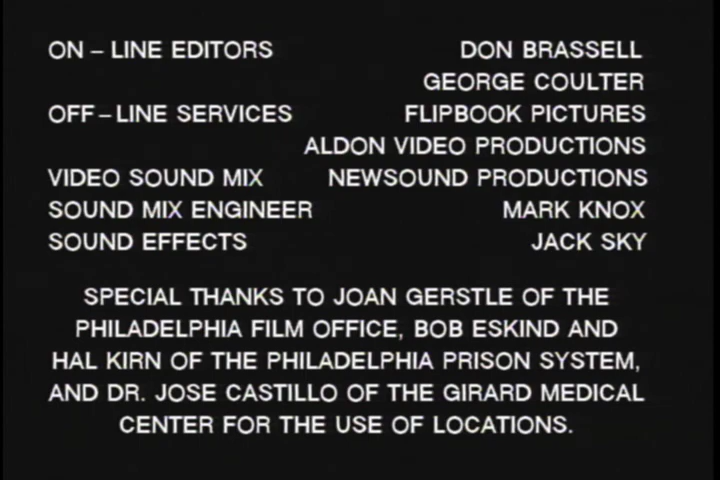 ON – LINE EDITORS DON BRASSELL
GEORGE COULTER
OFF – LINE SERVICES FLIPBOOK PICTURES
ALDON VIDEO PRODUCTIONS
VIDEO SOUND MIX NEWSOUND PRODUCTIONS
SOUND MIX ENGINEER MARK KNOX
SOUND EFFECTS JACK SKY
SPECIAL THANKS TO JOAN GERSTLE OF THE
PHILADELPHIA FILM OFFICE, BOB ESKIND AND
HAL KIRN OF THE PHILADELPHIA PRISON SYSTEM,
AND DR. JOSE CASTILLO OF THE GIRARD MEDICAL
CENTER FOR THE USE OF LOCATIONS.